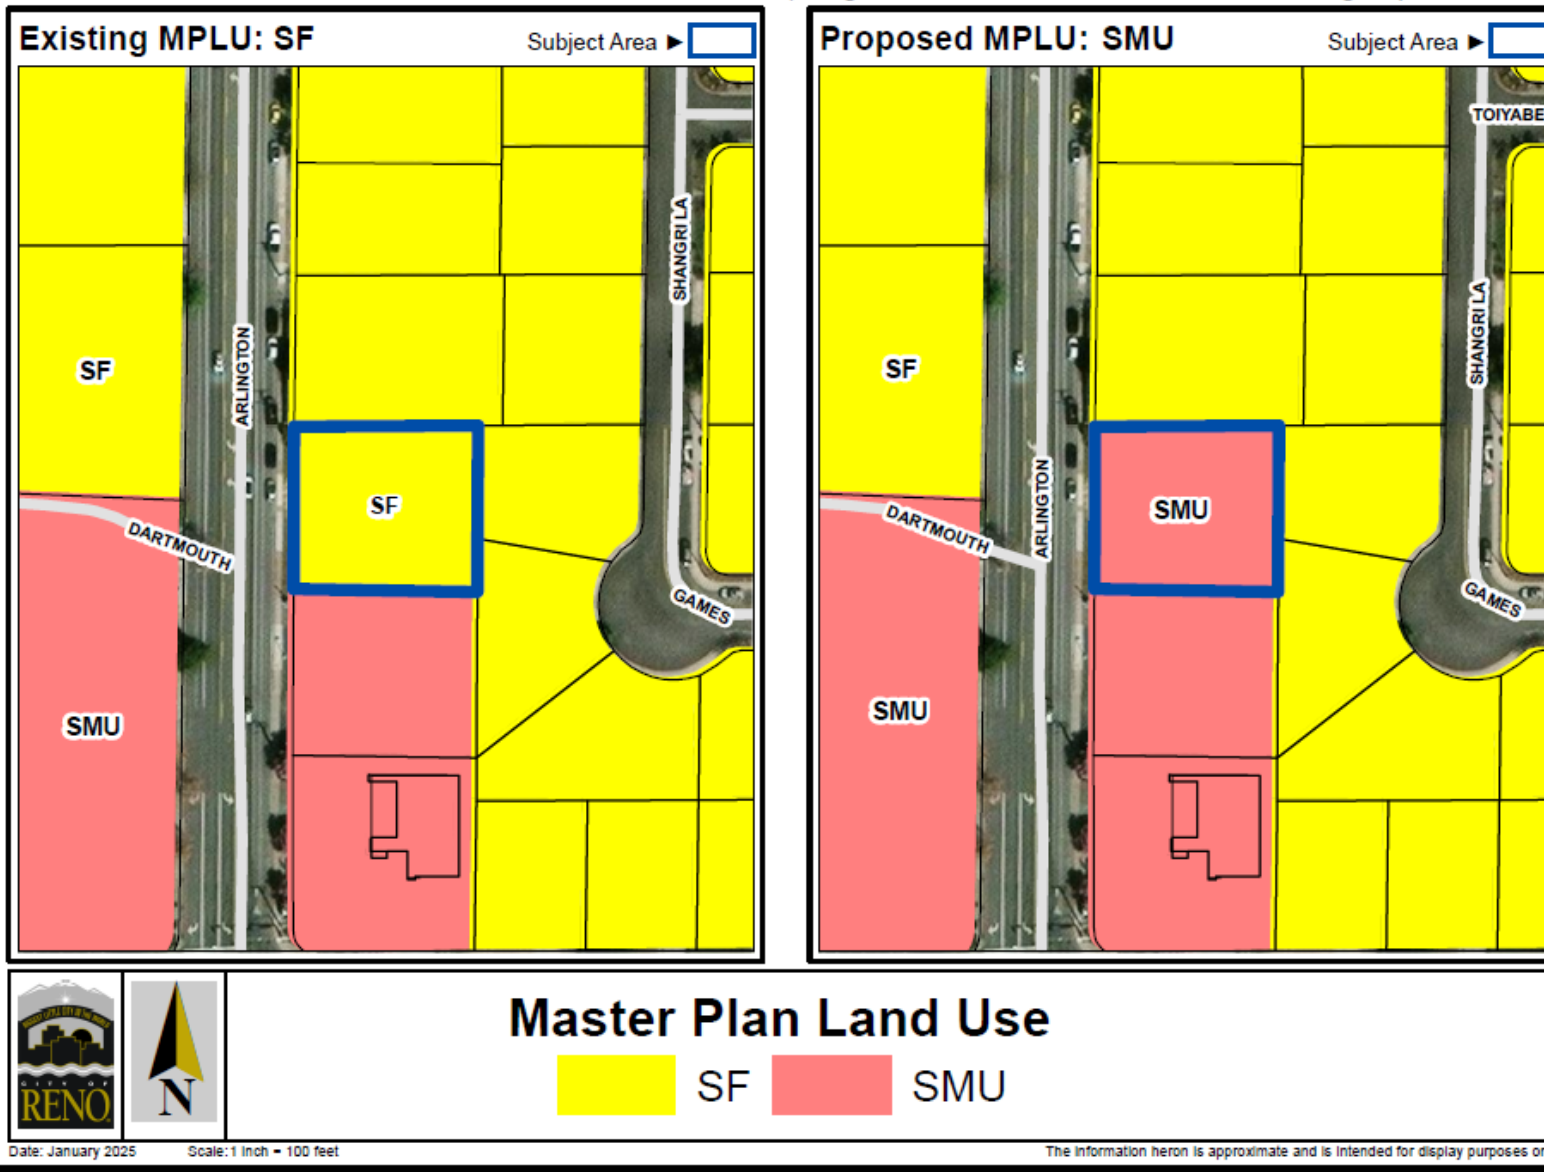 Existing MPLU: SF
Subject Area ►
SF
ARLINGTON
SHANGRI LA
SF
DARTMOUTH
GAMES
SMU
Proposed MPLU: SMU
Subject Area ►
TOIYABE
SF
SHANGRI LA
ARLINGTON
DARTMOUTH
SMU
GAMES
SMU
Master Plan Land Use
SF
SMU
CITY OF
RENO
N
Date: January 2025
Scale: 1 inch = 100 feet
The information heron is approximate and is intended for display purposes